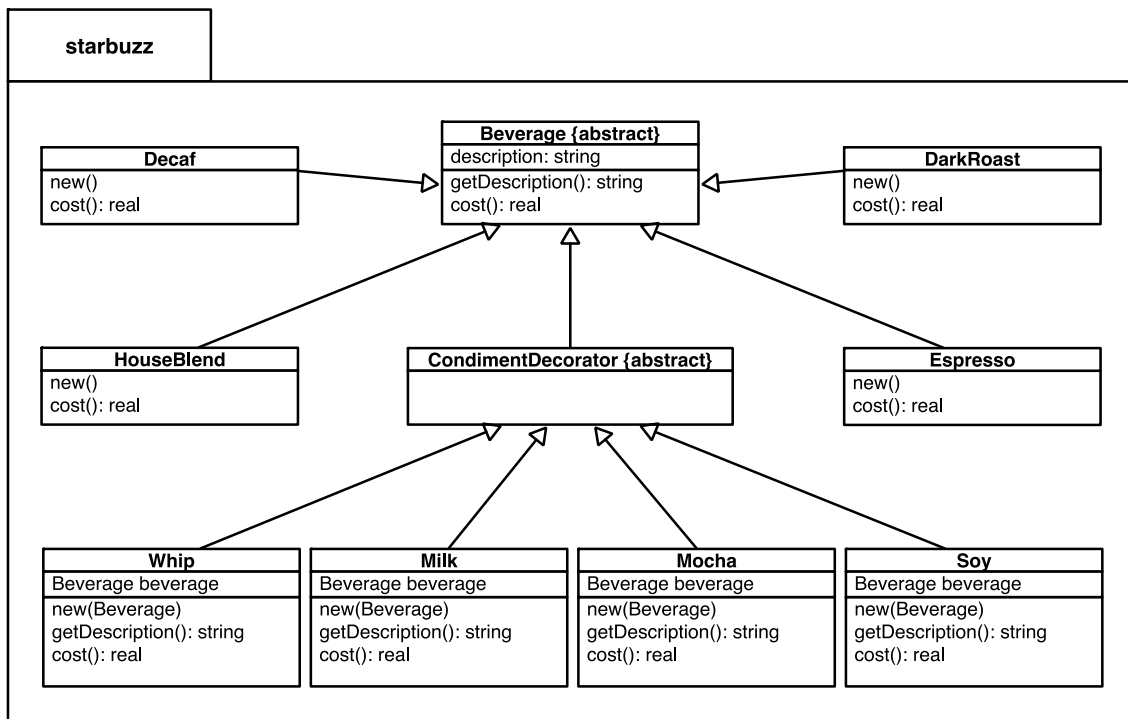 starbuzz
Beverage {abstract}
description: string
getDescription(): string
cost(): real
Decaf
new()
cost(): real
DarkRoast
new()
cost(): real
HouseBlend
new()
cost(): real
CondimentDecorator {abstract}
Espresso
new()
cost(): real
Whip
Beverage beverage
new(Beverage)
getDescription(): string
cost(): real
Milk
Beverage beverage
new(Beverage)
getDescription(): string
cost(): real
Mocha
Beverage beverage
new(Beverage)
getDescription(): string
cost(): real
Soy
Beverage beverage
new(Beverage)
getDescription(): string
cost(): real